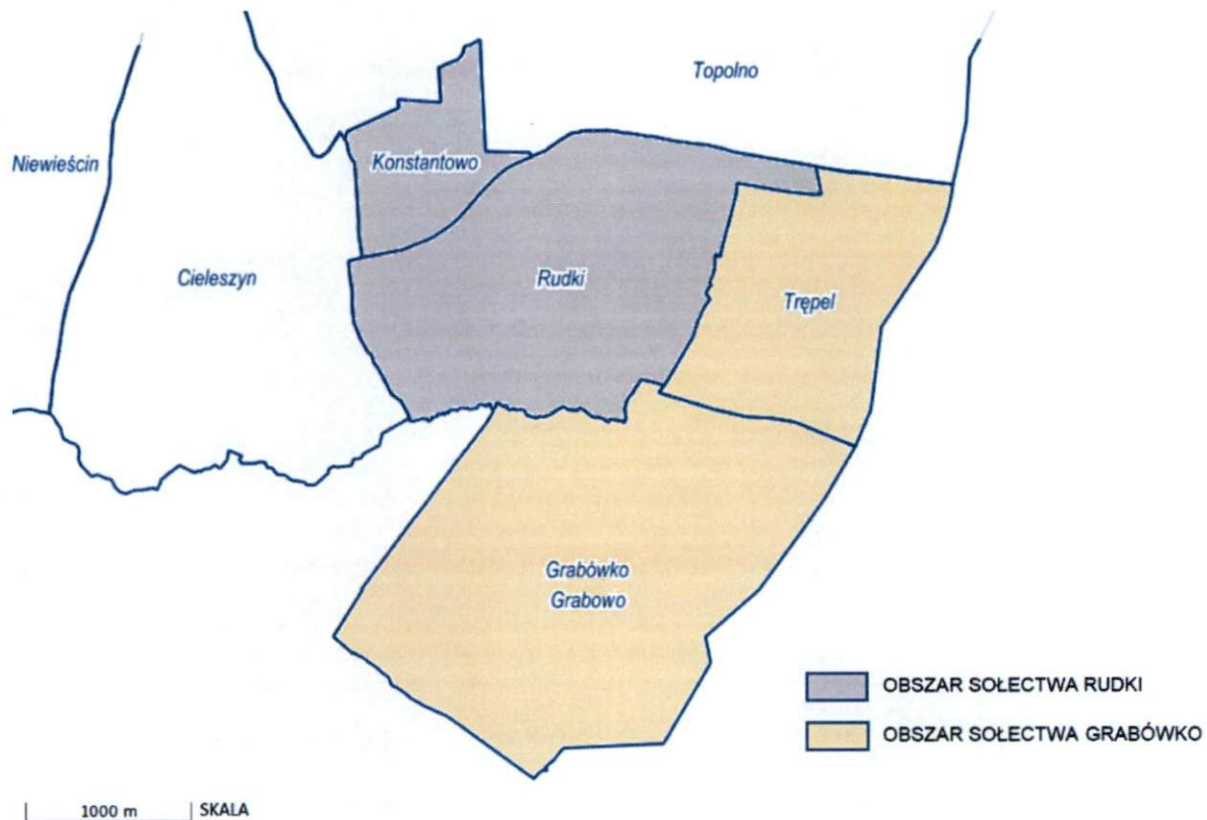 Topolno
Niewieścin
Konstantowo
Cieleszyn
Rudki
Trępel
Grabówko
Grabowo
OBSZAR SOŁECTWA RUDKI
OBSZAR SOŁECTWA GRABÓWKO
1000 m SKALA